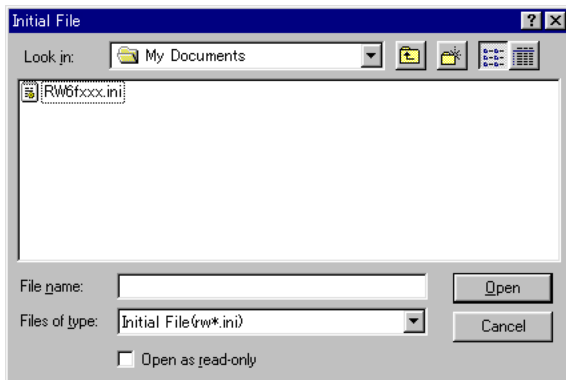 Initial File
Look in: My Documents
RW6fxxx.ini
File name:
Open
Files of type: Initial File(rw*.ini)
Cancel
Open as read-only